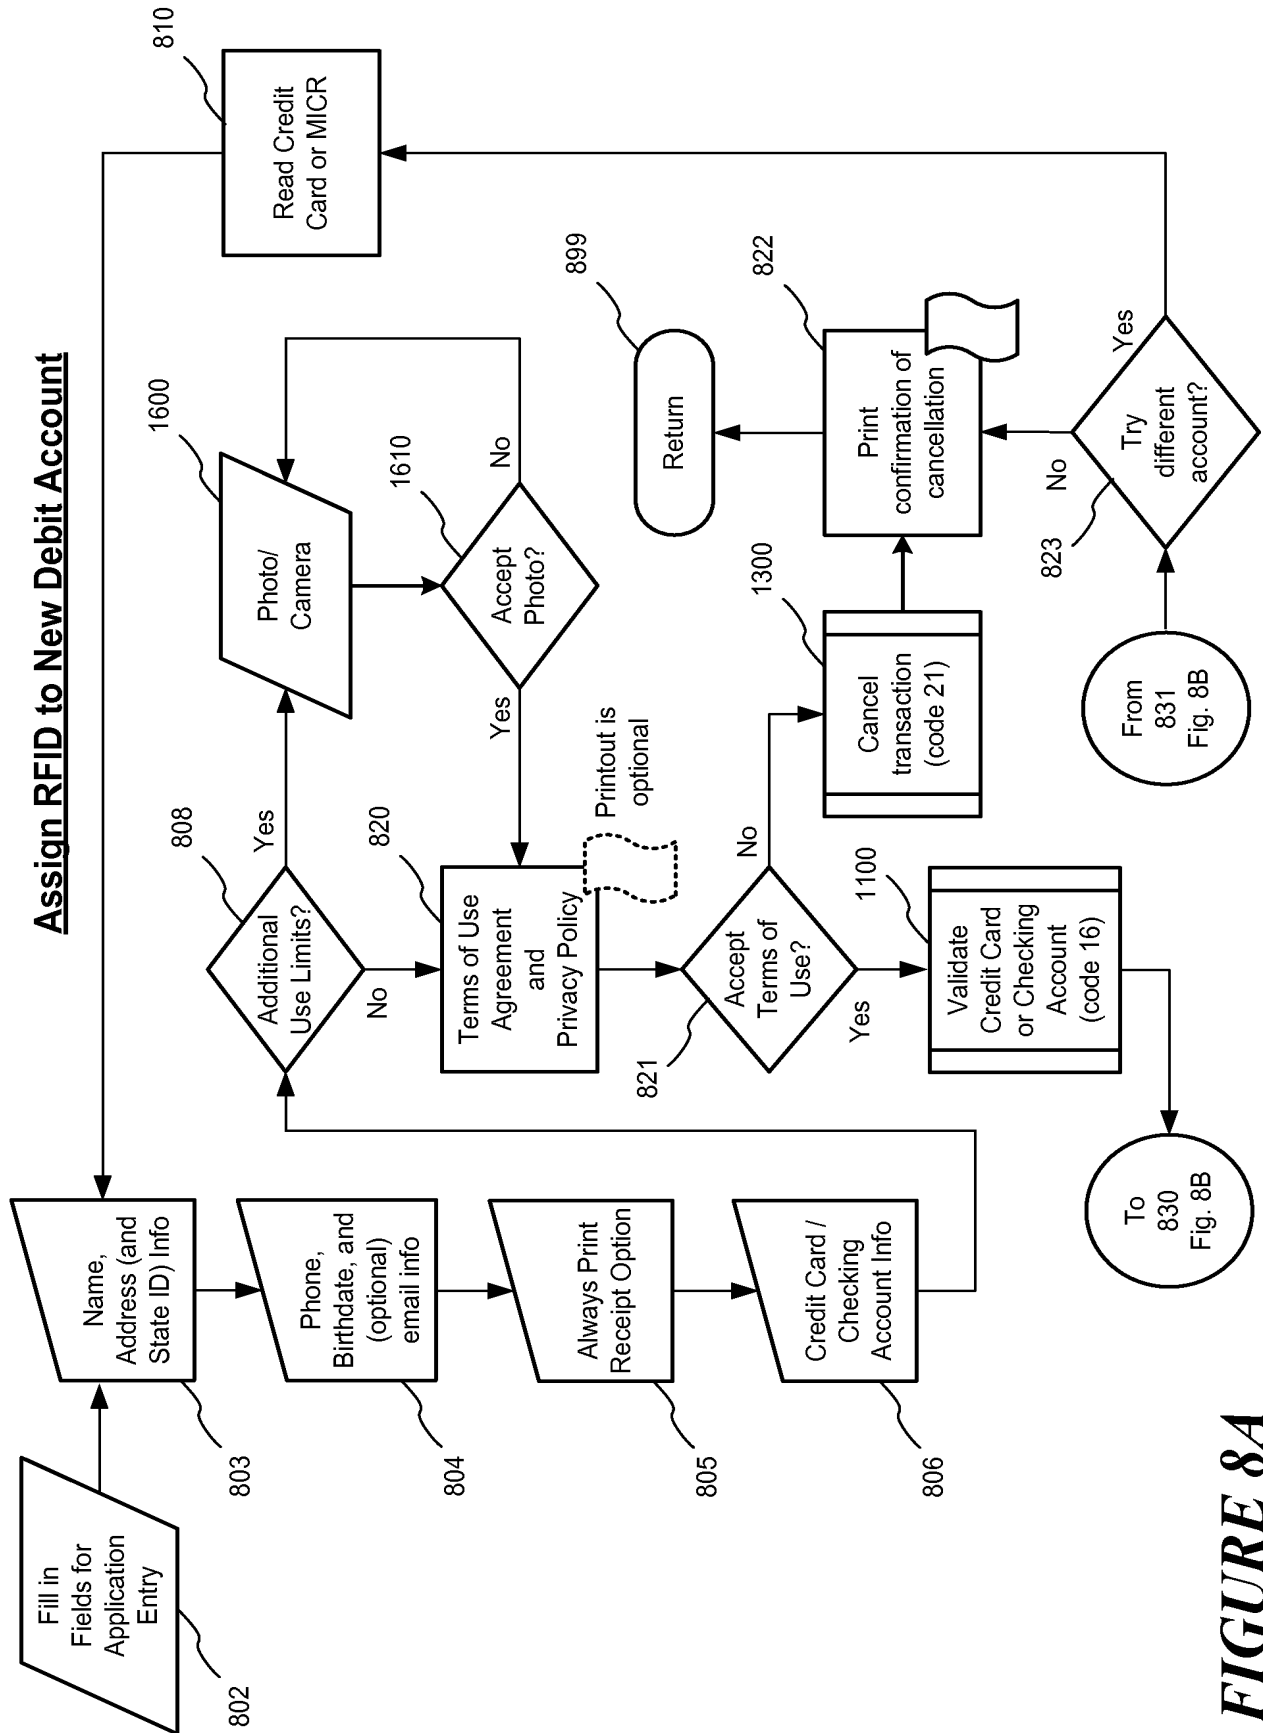 Assign RFID to New Debit Account
Fill in
Fields for
Application
Entry
802
Name,
Address (and
State ID) Info
803
Phone,
Birthdate, and
(optional)
email info
804
Always Print
Receipt Option
805
Credit Card /
Checking
Account Info
806
Additional
Use Limits?
808
Yes
No
Photo/
Camera
1600
Accept
Photo?
1610
No
Yes
Read Credit
Card or MICR
810
Terms of Use
Agreement
and
Privacy Policy
820
Printout is
optional
Accept
Terms of
Use?
821
No
Yes
Cancel
transaction
(code 21)
1300
Print
confirmation of
cancellation
822
Return
899
Validate
Credit Card
or Checking
Account
(code 16)
1100
To
830
Fig. 8B
From
831
Fig. 8B
Try
different
account?
823
No
Yes
FIGURE 8A